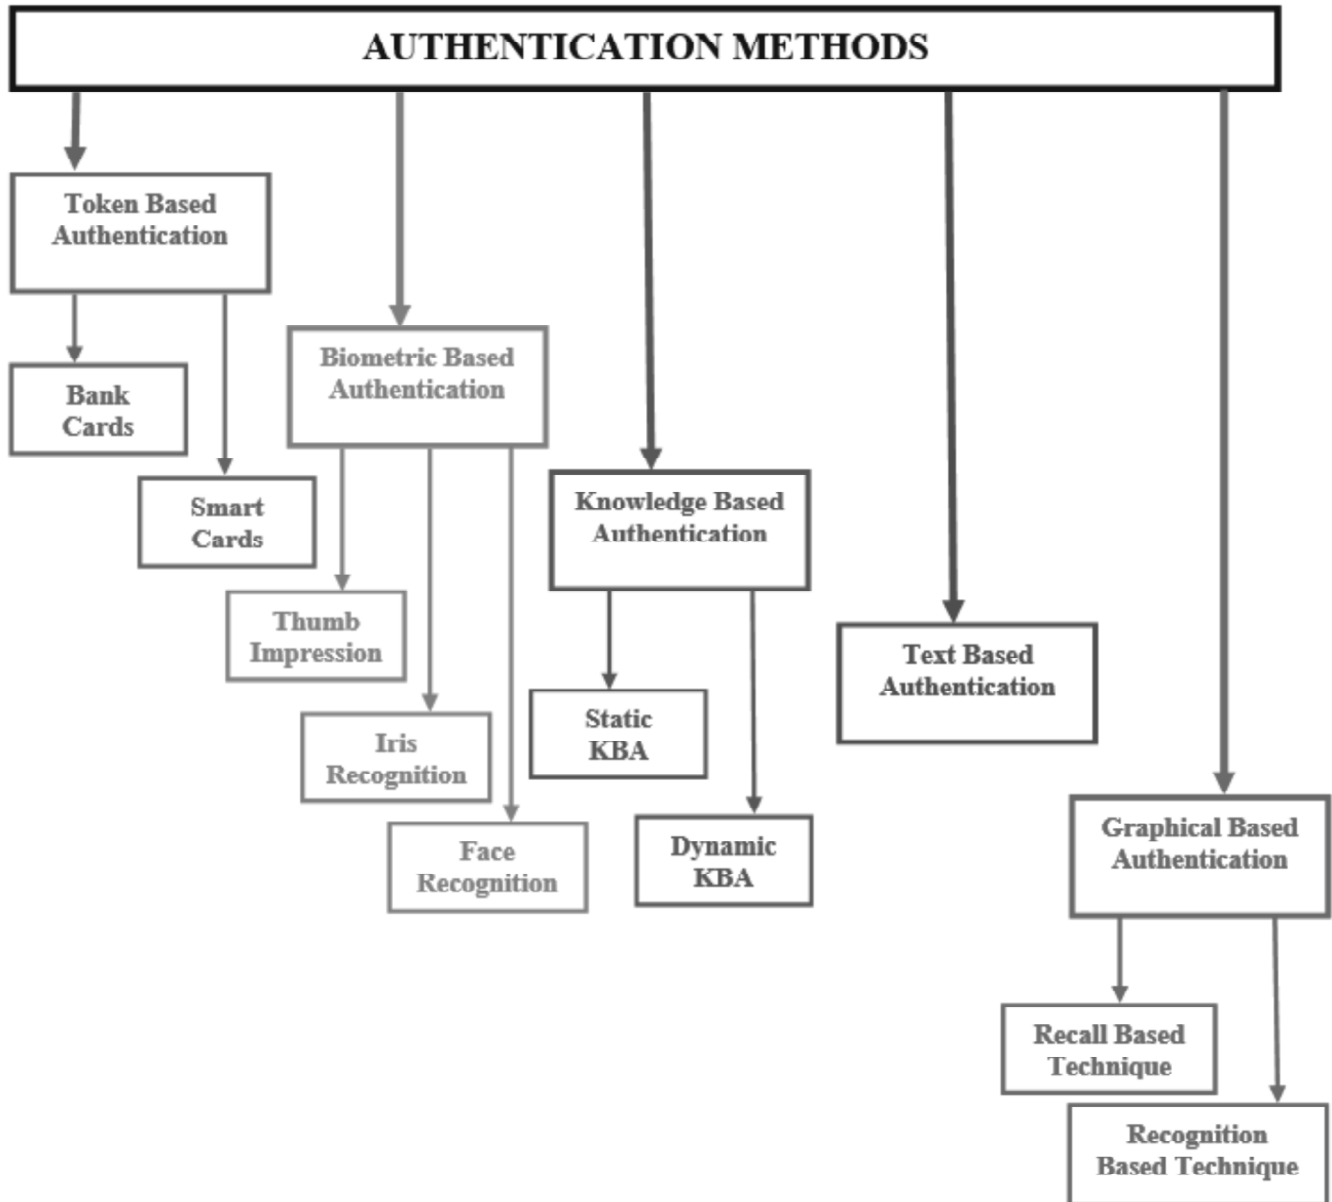 AUTHENTICATION METHODS
Token Based
Authentication
Bank
Cards
Smart
Cards
Biometric Based
Authentication
Thumb
Impression
Iris
Recognition
Face
Recognition
Knowledge Based
Authentication
Static
KBA
Dynamic
KBA
Text Based
Authentication
Graphical Based
Authentication
Recall Based
Technique
Recognition
Based Technique